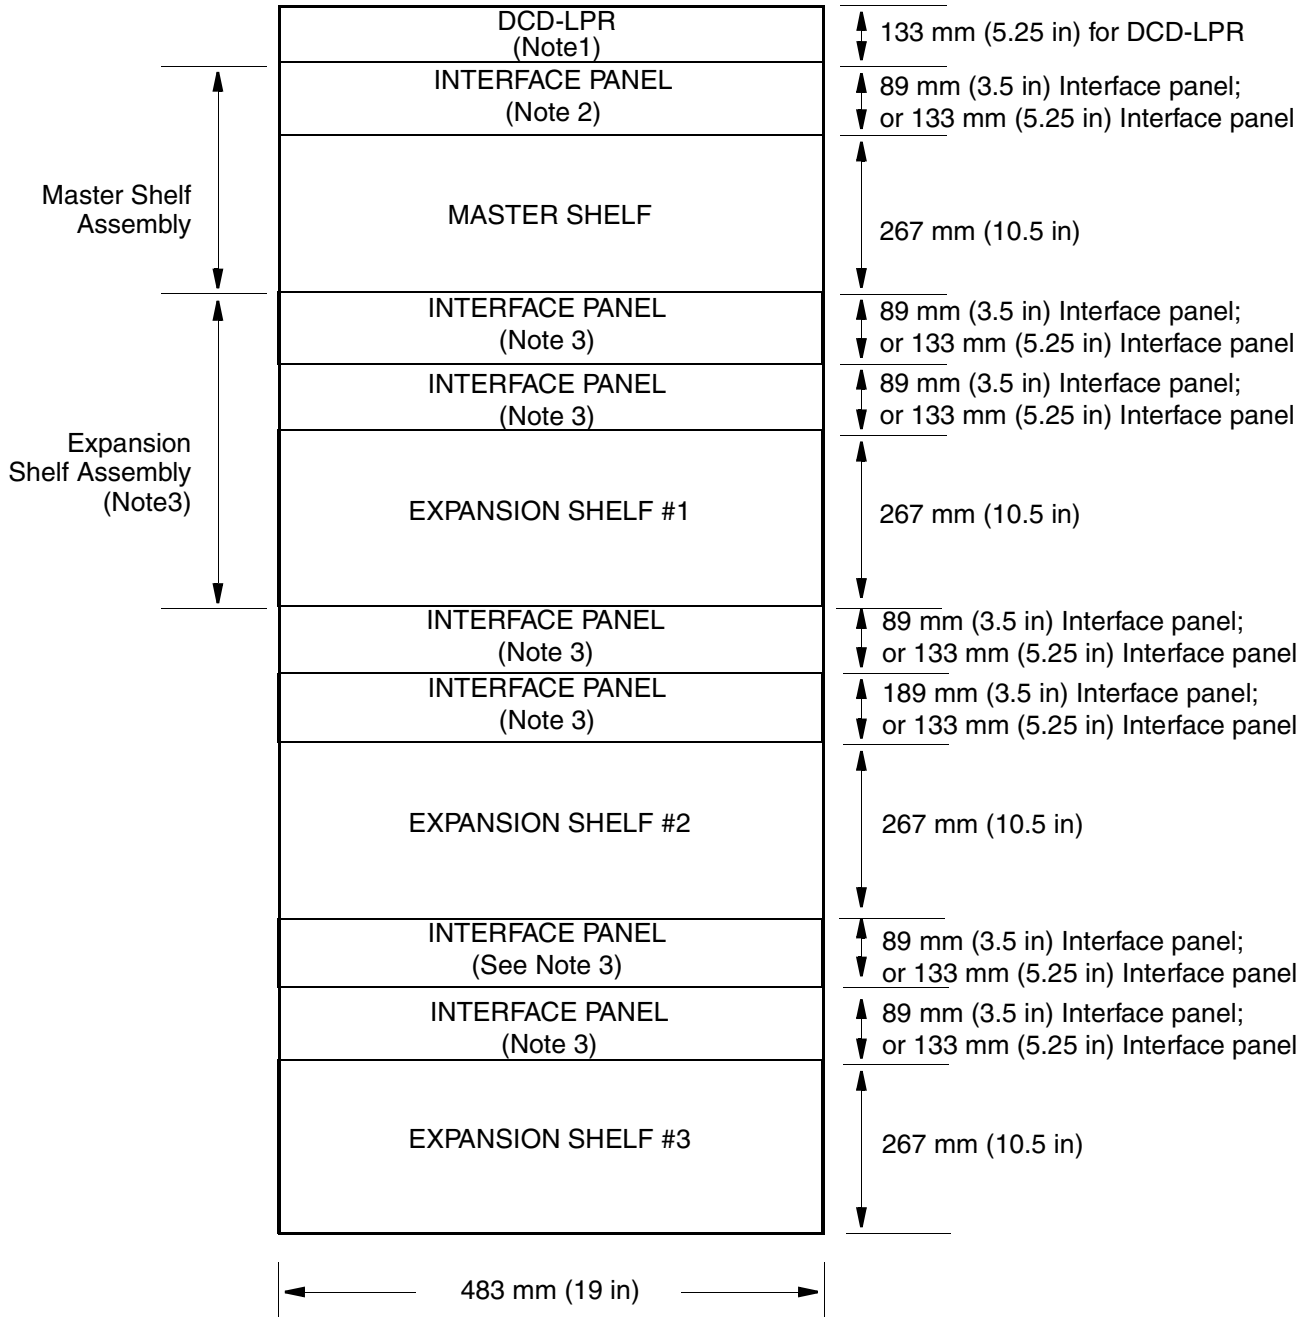 DCD-LPR
(Note1)
133 mm (5.25 in) for DCD-LPR
INTERFACE PANEL
(Note 2)
89 mm (3.5 in) Interface panel;
or 133 mm (5.25 in) Interface panel
Master Shelf
Assembly
MASTER SHELF
267 mm (10.5 in)
INTERFACE PANEL
(Note 3)
89 mm (3.5 in) Interface panel;
or 133 mm (5.25 in) Interface panel
INTERFACE PANEL
(Note 3)
89 mm (3.5 in) Interface panel;
or 133 mm (5.25 in) Interface panel
Expansion
Shelf Assembly
(Note3)
EXPANSION SHELF #1
267 mm (10.5 in)
INTERFACE PANEL
(Note 3)
89 mm (3.5 in) Interface panel;
or 133 mm (5.25 in) Interface panel
INTERFACE PANEL
(Note 3)
189 mm (3.5 in) Interface panel;
or 133 mm (5.25 in) Interface panel
EXPANSION SHELF #2
267 mm (10.5 in)
INTERFACE PANEL
(See Note 3)
89 mm (3.5 in) Interface panel;
or 133 mm (5.25 in) Interface panel
INTERFACE PANEL
(Note 3)
89 mm (3.5 in) Interface panel;
or 133 mm (5.25 in) Interface panel
EXPANSION SHELF #3
267 mm (10.5 in)
483 mm (19 in)